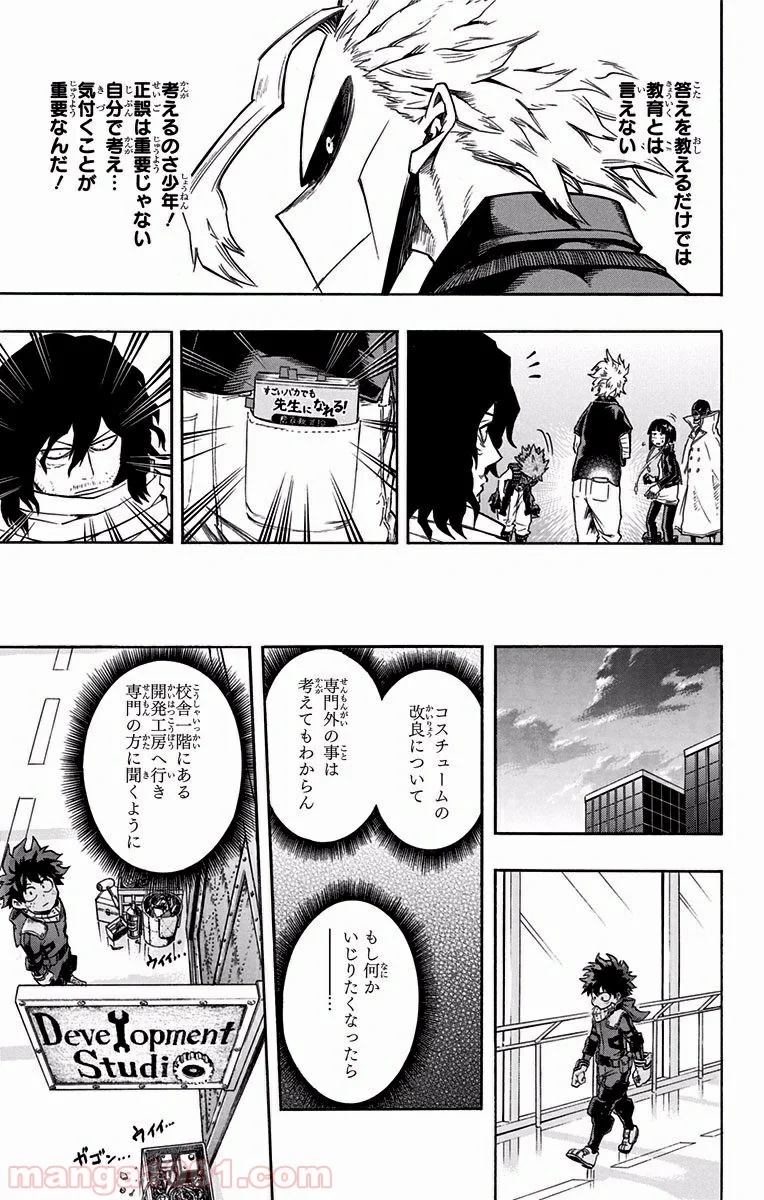 答えを教えるだけでは
教育とは
言えない
考えるのさ少年！
正誤は重要じゃない
自分で考え…
気付くことが
重要なんだ！
すごいバカでも
先生になれる！
コスチュームの
改良について
専門外の事は
考えてもわからん
もし何か
いじりたくなったら
――…
校舎一階にある
開発工房へ行き
専門の方に聞くように
ウイィ…
Development
Studio
ウイィ…
ガゴン…